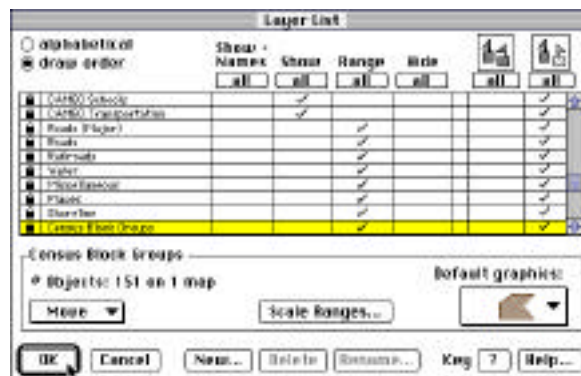 Layer List
alphabetical
draw order
Show + Names Show Range Hide
all all all all all all
CAMEO Schools
CAMEO Transportation
Roads (Major)
Roads
Railroads
Water
Miscellaneous
Places
Shoreline
Census Block Groups
Census Block Groups
# Objects: 151 on 1 map
Default graphics:
Move
Scale Ranges...
OK Cancel New... Delete Rename... Key ? Help...